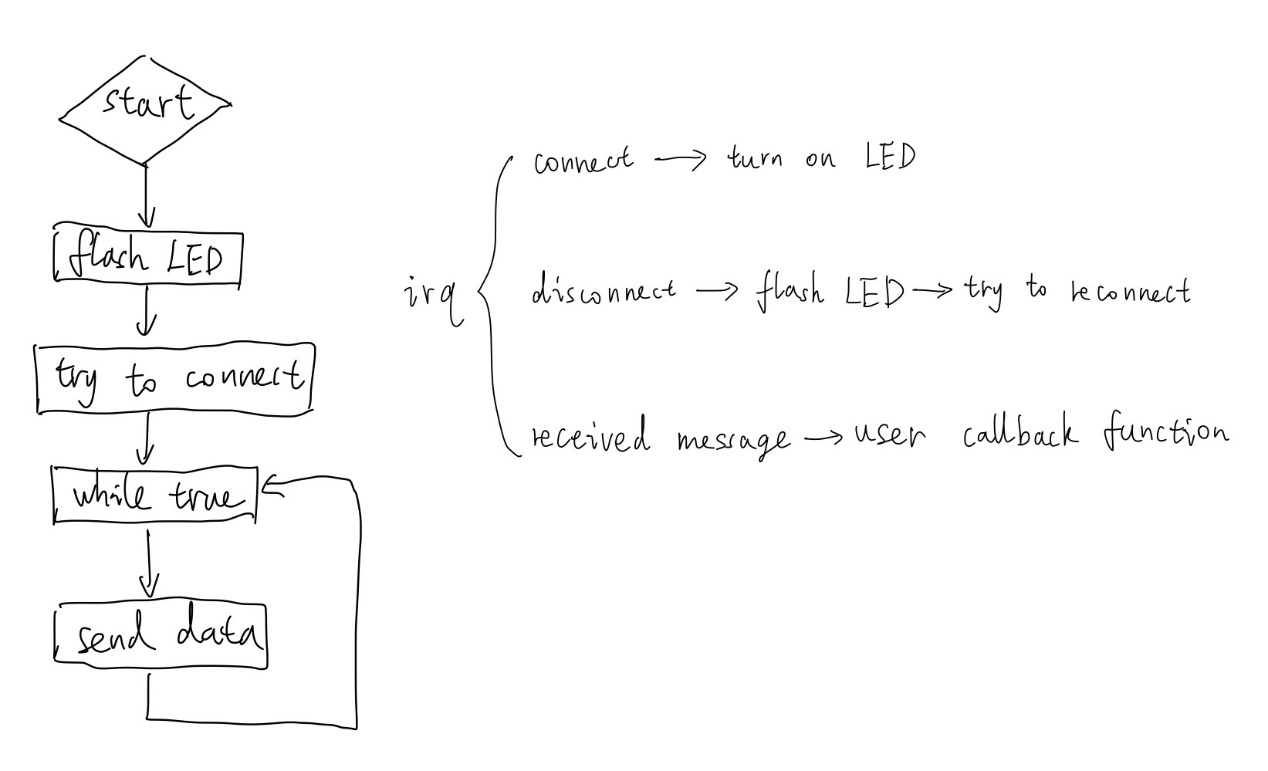 start
flash LED
try to connect
while true
send data
irq
connect → turn on LED
disconnect → flash LED → try to reconnect
received message → user callback function